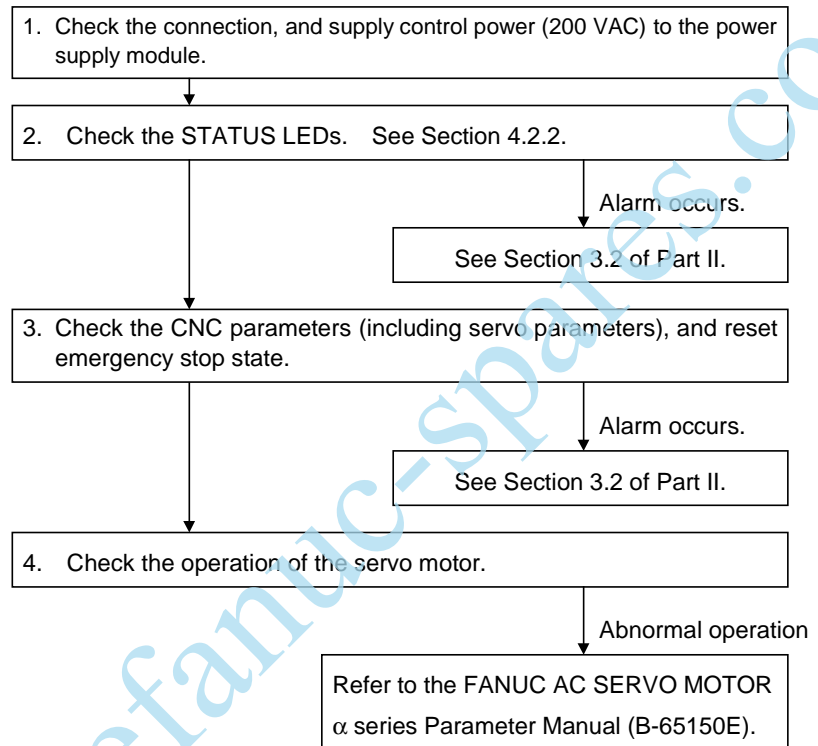 1. Check the connection, and supply control power (200 VAC) to the power
supply module.
2. Check the STATUS LEDs. See Section 4.2.2.
Alarm occurs.
See Section 3.2 of Part II.
3. Check the CNC parameters (including servo parameters), and reset
emergency stop state.
Alarm occurs.
See Section 3.2 of Part II.
4. Check the operation of the servo motor.
Abnormal operation
Refer to the FANUC AC SERVO MOTOR
α series Parameter Manual (B-65150E).
efanuc-spares.co